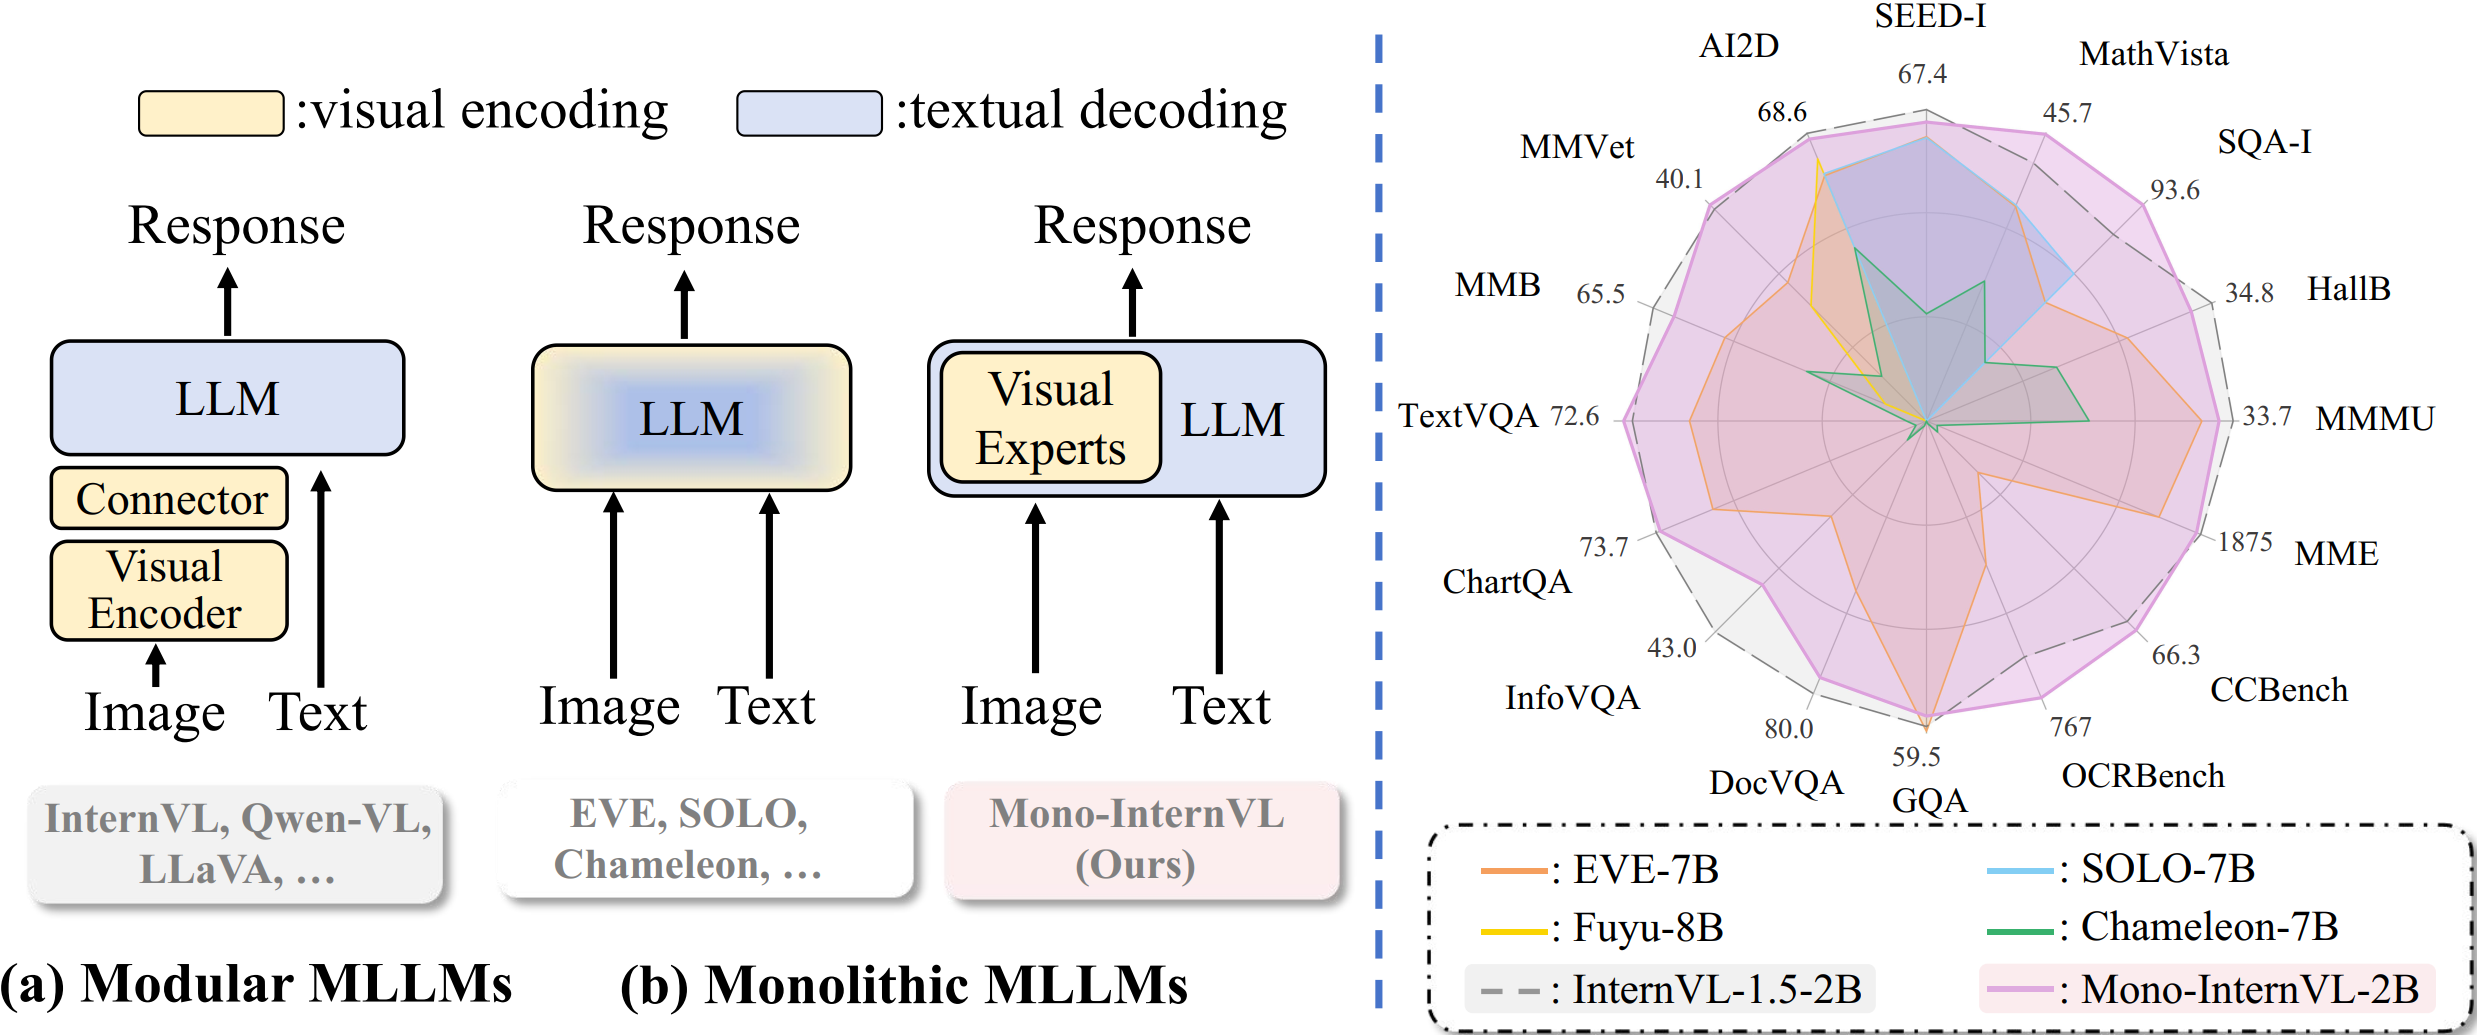 :visual encoding
:textual decoding
Response
LLM
Connector
Visual
Encoder
Image
Text
InternVL, Qwen-VL,
LLaVA, …
(a) Modular MLLMs
Response
LLM
Image
Text
EVE, SOLO,
Chameleon, …
Response
Visual
Experts
LLM
Image
Text
Mono-InternVL
(Ours)
(b) Monolithic MLLMs
SEED-I
67.4
MathVista
45.7
SQA-I
93.6
HallB
34.8
MMMU
33.7
MME
1875
CCBench
66.3
OCRBench
767
GQA
59.5
DocVQA
80.0
InfoVQA
43.0
ChartQA
73.7
TextVQA
72.6
MMB
65.5
MMVet
40.1
AI2D
68.6
: EVE-7B
: SOLO-7B
: Fuyu-8B
: Chameleon-7B
: InternVL-1.5-2B
: Mono-InternVL-2B